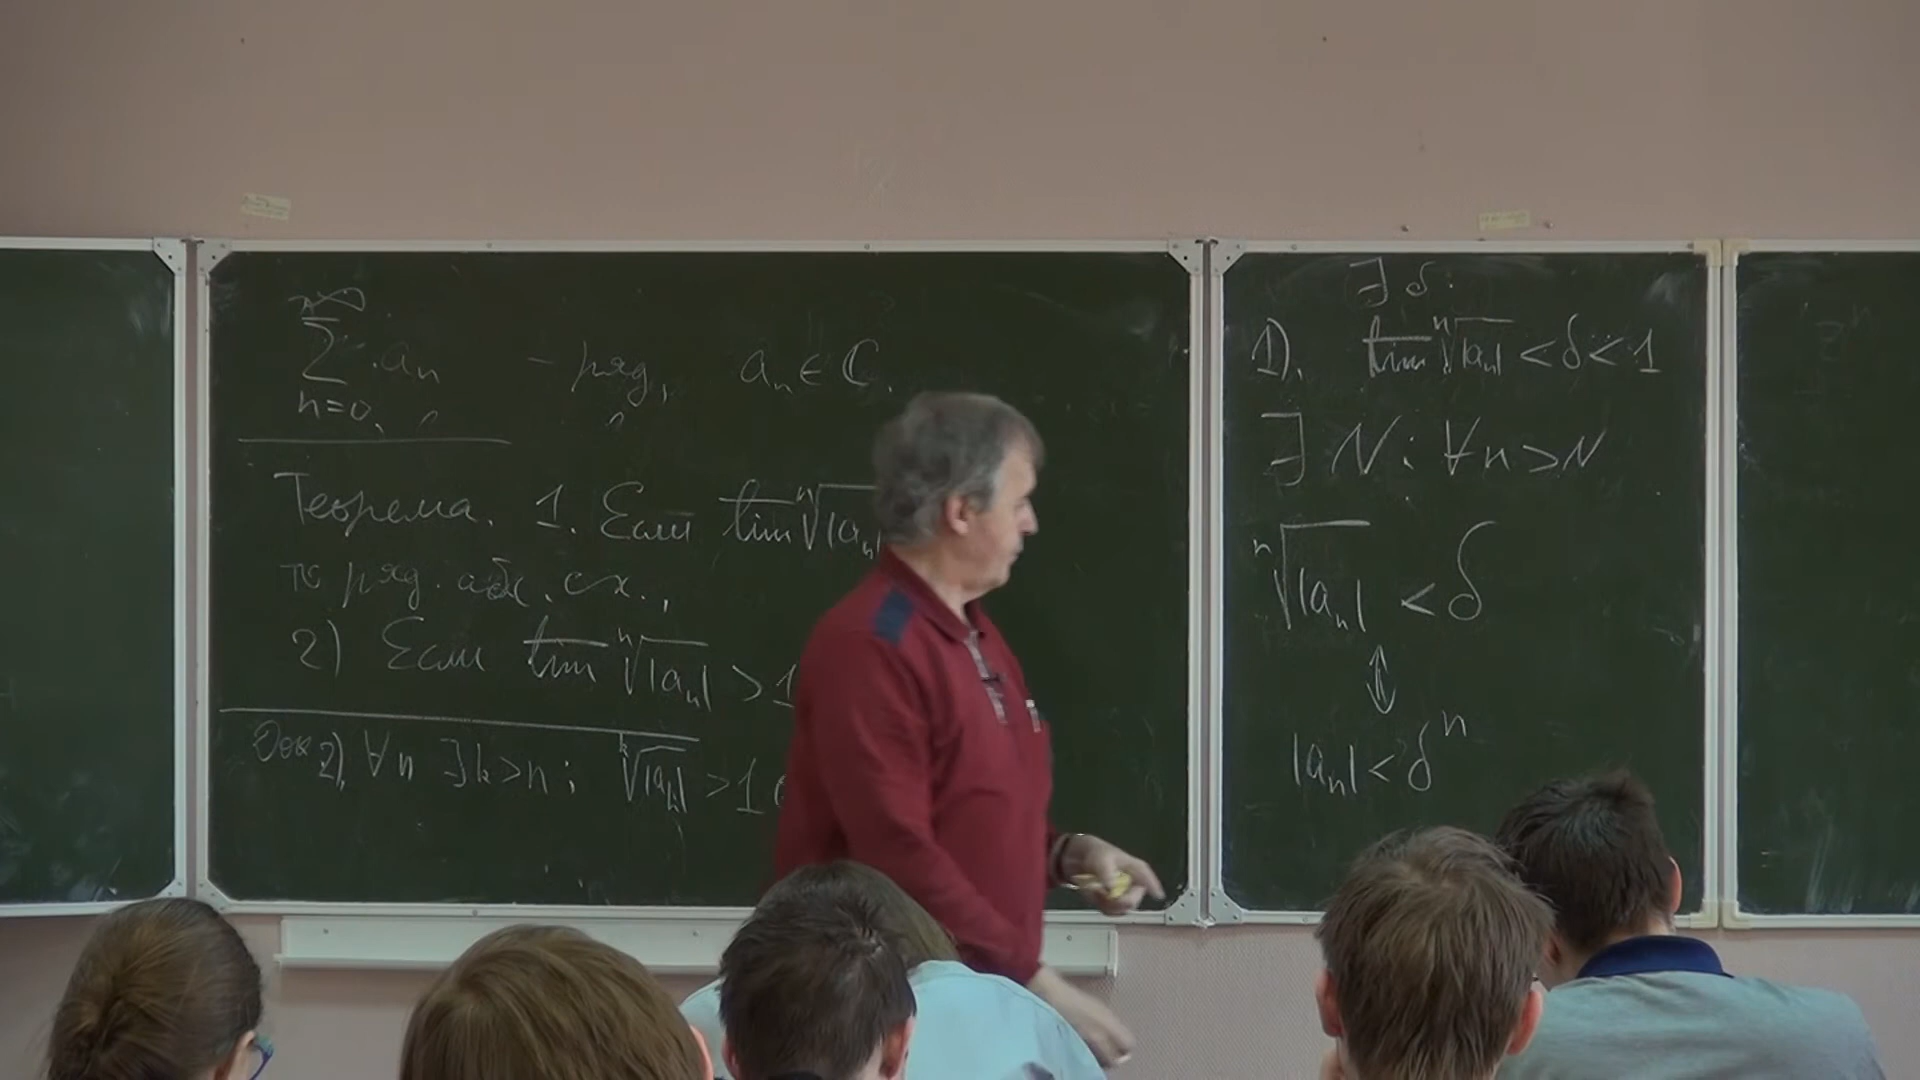 ∞
∑ aₙ - ряд, aₙ ∈ ℂ.
n=0
Теорема. 1. Если lim̅ ⁿ√|aₙ|
то ряд. абс. сх.,
2) Если lim̅ ⁿ√|aₙ| > 1
Док 2). ∀n ∃k>n: ᵏ√|aₖ| > 1
∃ δ:
1). lim̅ ⁿ√|aₙ| < δ < 1
∃ N: ∀n>N
ⁿ√|aₙ| < δ
⇕
|aₙ| < δⁿ